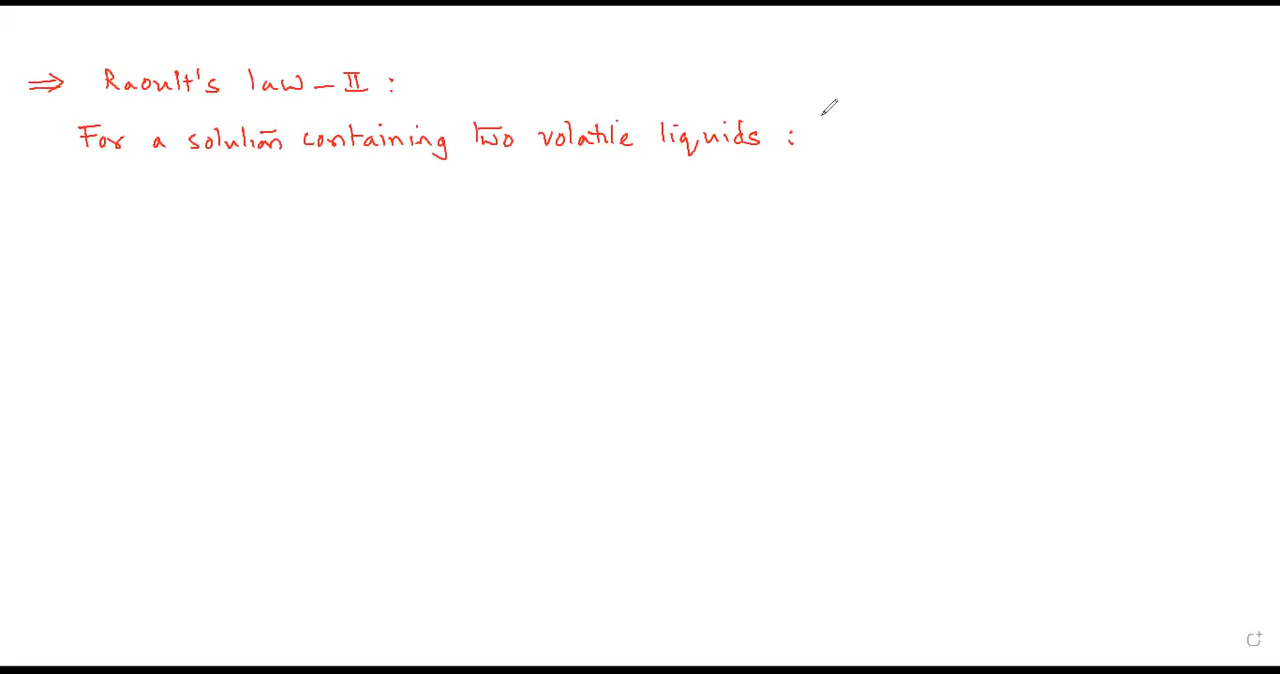 ⇒ Raoult's law - II :
For a solution containing two volatile liquids :